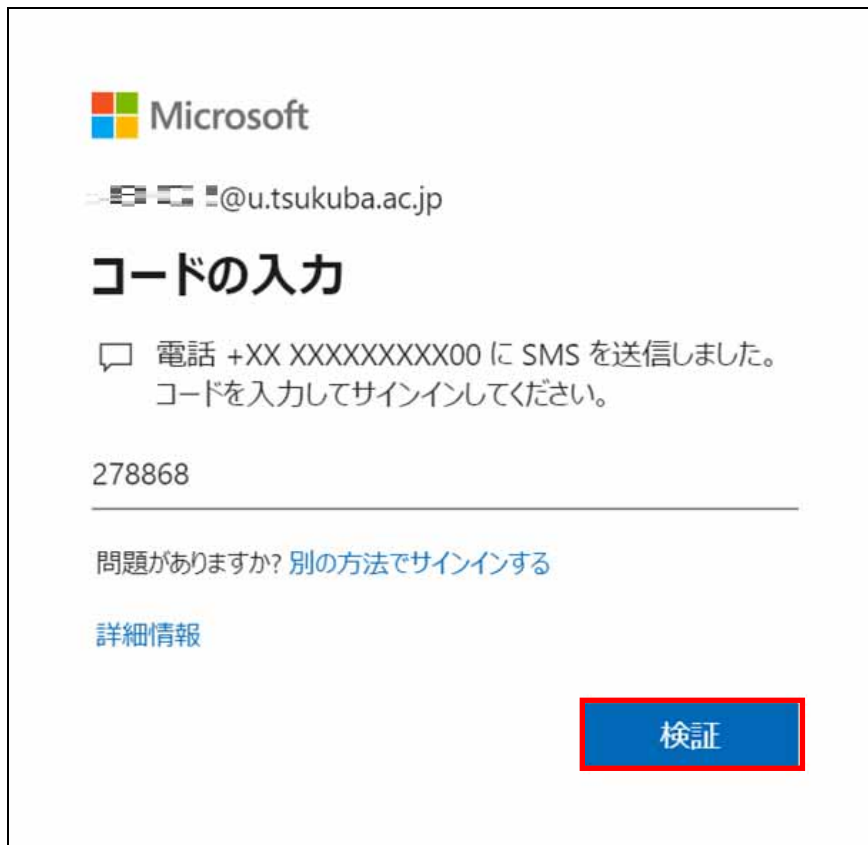 Microsoft
@u.tsukuba.ac.jp
コードの入力
電話 +XX XXXXXXXXX00 に SMS を送信しました。
コードを入力してサインインしてください。
278868
問題がありますか? 別の方法でサインインする
詳細情報
検証